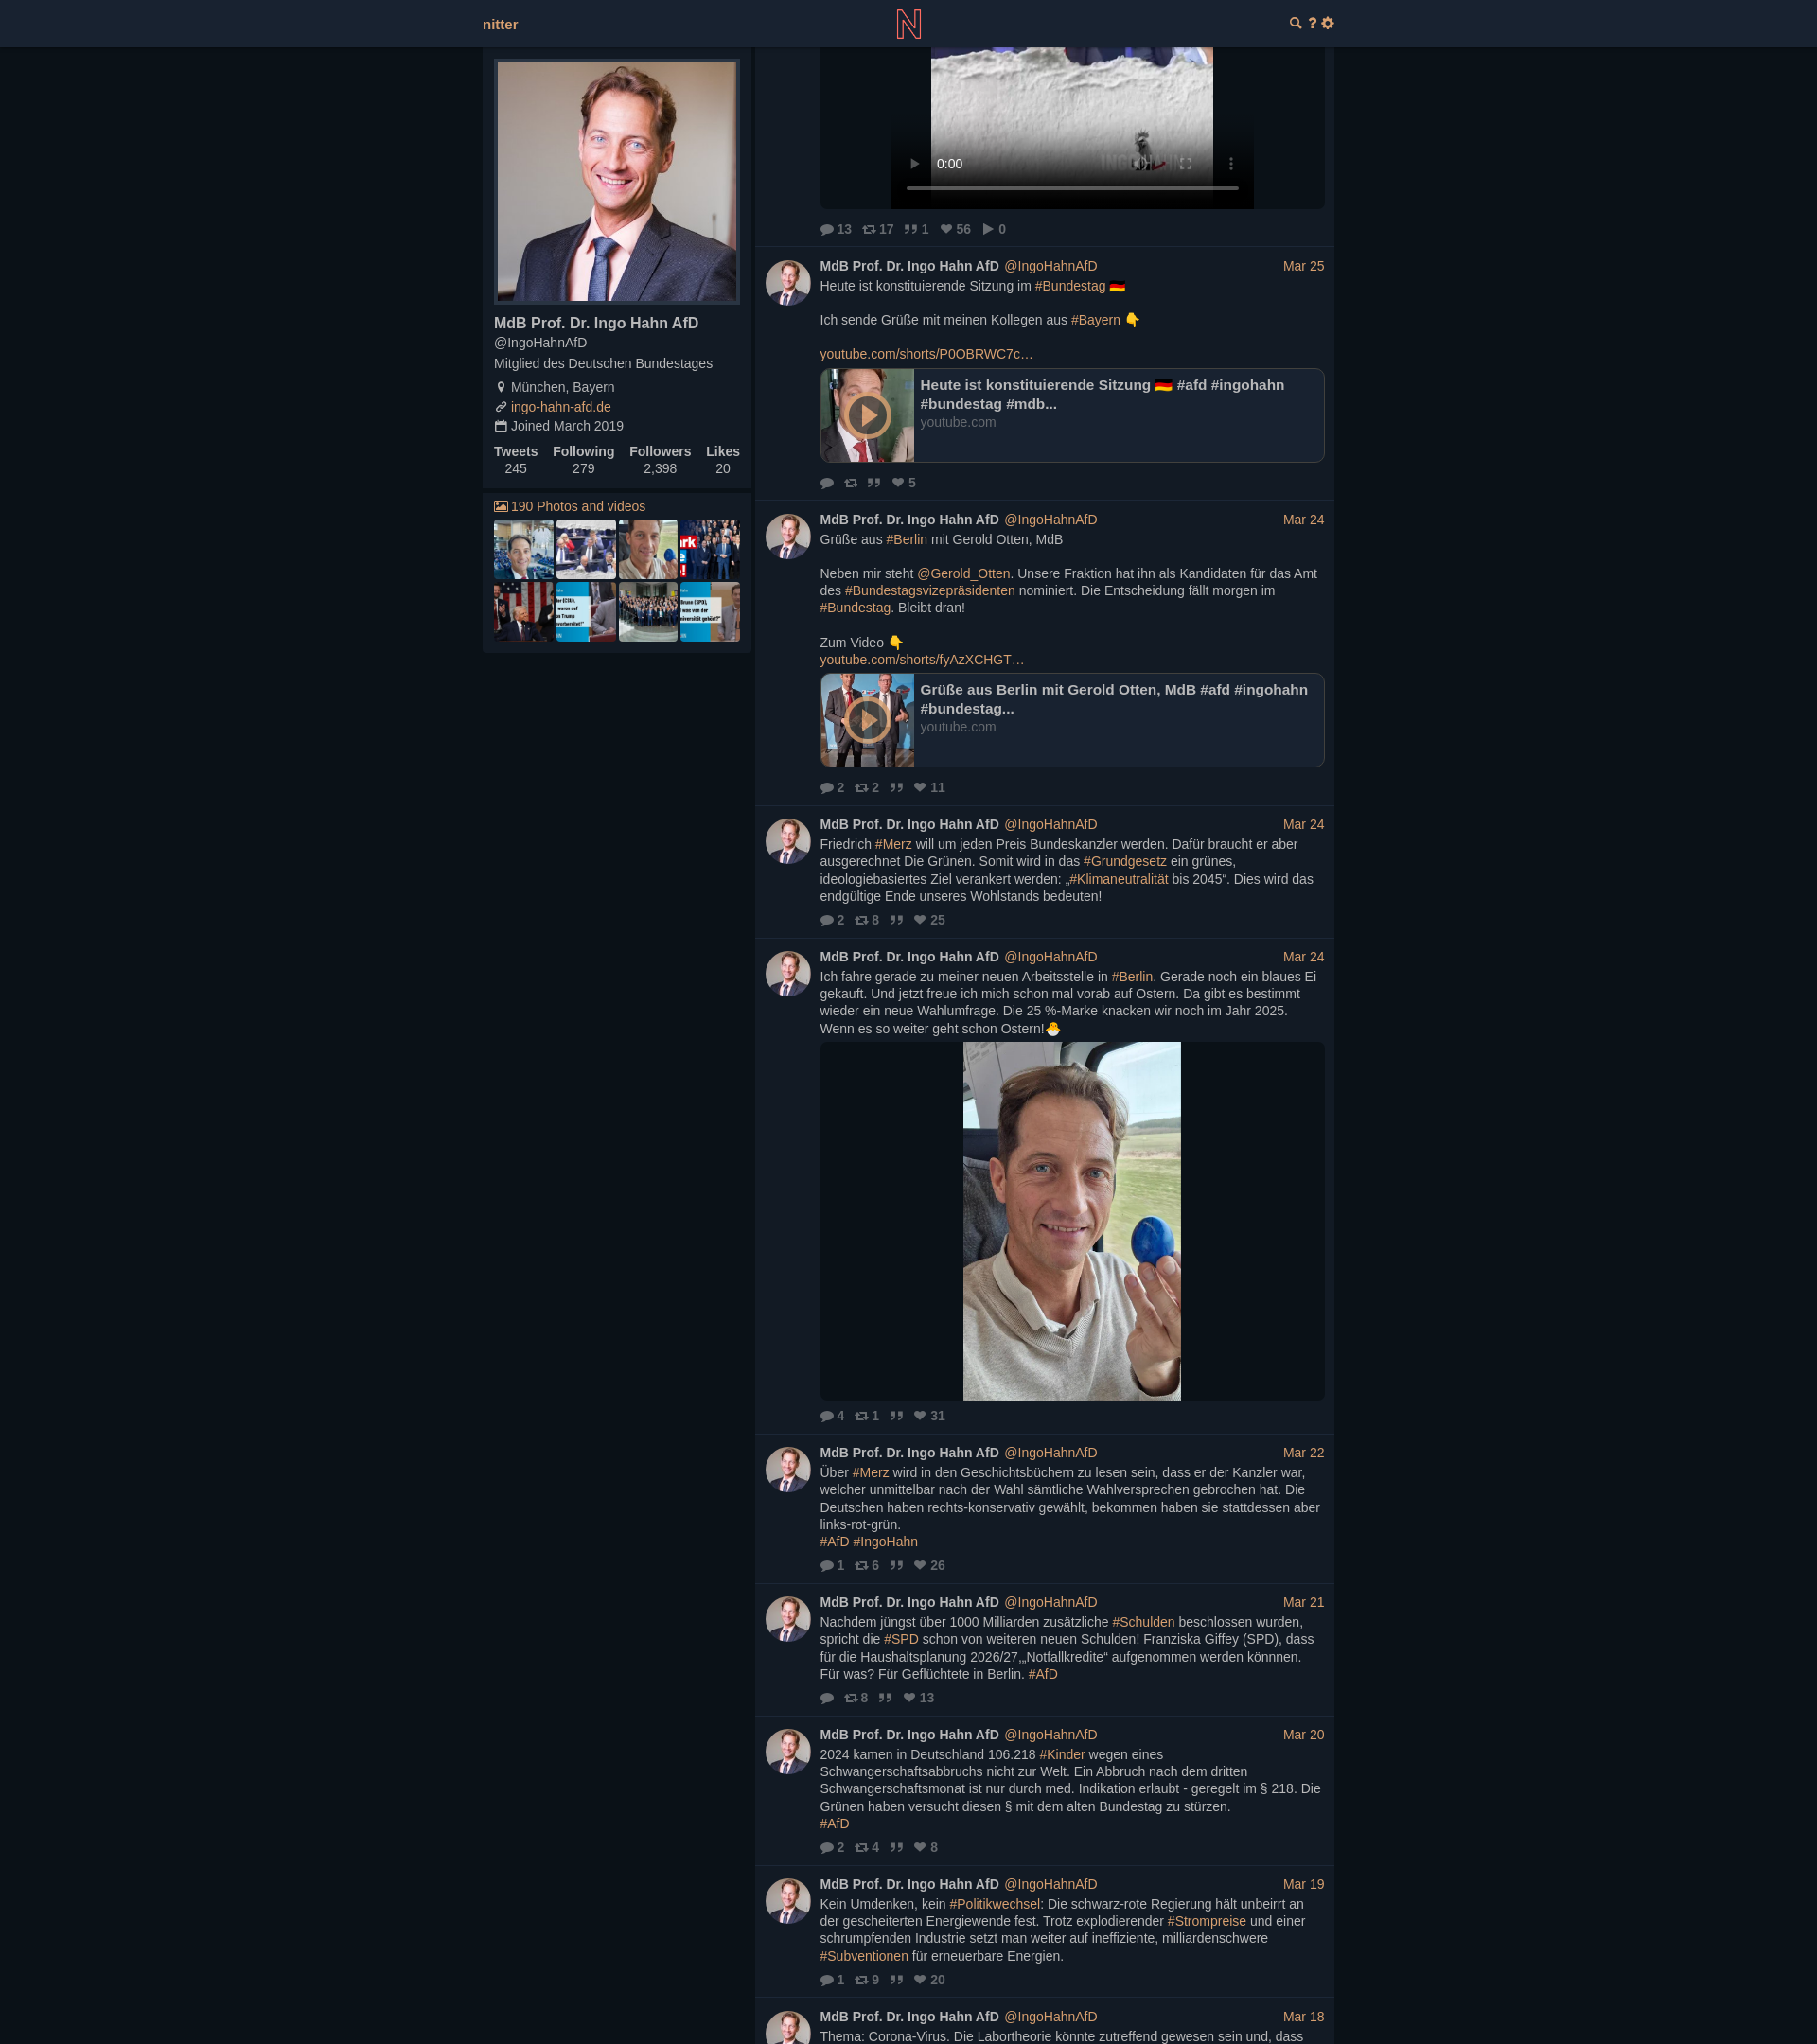 nitter
0:00
INGO HAHN
13 17 1 56 0
MdB Prof. Dr. Ingo Hahn AfD
@IngoHahnAfD
Mitglied des Deutschen Bundestages
München, Bayern
ingo-hahn-afd.de
Joined March 2019
Tweets Following Followers Likes
245 279 2,398 20
190 Photos and videos
MdB Prof. Dr. Ingo Hahn AfD @IngoHahnAfD Mar 25
Heute ist konstituierende Sitzung im #Bundestag 🇩🇪
Ich sende Grüße mit meinen Kollegen aus #Bayern 👇
youtube.com/shorts/P0OBRWC7c…
Heute ist konstituierende Sitzung 🇩🇪 #afd #ingohahn
#bundestag #mdb...
youtube.com
5
MdB Prof. Dr. Ingo Hahn AfD @IngoHahnAfD Mar 24
Grüße aus #Berlin mit Gerold Otten, MdB
Neben mir steht @Gerold_Otten. Unsere Fraktion hat ihn als Kandidaten für das Amt
des #Bundestagsvizepräsidenten nominiert. Die Entscheidung fällt morgen im
#Bundestag. Bleibt dran!
Zum Video 👇
youtube.com/shorts/fyAzXCHGT…
Grüße aus Berlin mit Gerold Otten, MdB #afd #ingohahn
#bundestag...
youtube.com
2 2 11
MdB Prof. Dr. Ingo Hahn AfD @IngoHahnAfD Mar 24
Friedrich #Merz will um jeden Preis Bundeskanzler werden. Dafür braucht er aber
ausgerechnet Die Grünen. Somit wird in das #Grundgesetz ein grünes,
ideologiebasiertes Ziel verankert werden: „#Klimaneutralität bis 2045“. Dies wird das
endgültige Ende unseres Wohlstands bedeuten!
2 8 25
MdB Prof. Dr. Ingo Hahn AfD @IngoHahnAfD Mar 24
Ich fahre gerade zu meiner neuen Arbeitsstelle in #Berlin. Gerade noch ein blaues Ei
gekauft. Und jetzt freue ich mich schon mal vorab auf Ostern. Da gibt es bestimmt
wieder ein neue Wahlumfrage. Die 25 %-Marke knacken wir noch im Jahr 2025.
Wenn es so weiter geht schon Ostern!🐣
4 1 31
MdB Prof. Dr. Ingo Hahn AfD @IngoHahnAfD Mar 22
Über #Merz wird in den Geschichtsbüchern zu lesen sein, dass er der Kanzler war,
welcher unmittelbar nach der Wahl sämtliche Wahlversprechen gebrochen hat. Die
Deutschen haben rechts-konservativ gewählt, bekommen haben sie stattdessen aber
links-rot-grün.
#AfD #IngoHahn
1 6 26
MdB Prof. Dr. Ingo Hahn AfD @IngoHahnAfD Mar 21
Nachdem jüngst über 1000 Milliarden zusätzliche #Schulden beschlossen wurden,
spricht die #SPD schon von weiteren neuen Schulden! Franziska Giffey (SPD), dass
für die Haushaltsplanung 2026/27,„Notfallkredite“ aufgenommen werden könnnen.
Für was? Für Geflüchtete in Berlin. #AfD
8 13
MdB Prof. Dr. Ingo Hahn AfD @IngoHahnAfD Mar 20
2024 kamen in Deutschland 106.218 #Kinder wegen eines
Schwangerschaftsabbruchs nicht zur Welt. Ein Abbruch nach dem dritten
Schwangerschaftsmonat ist nur durch med. Indikation erlaubt - geregelt im § 218. Die
Grünen haben versucht diesen § mit dem alten Bundestag zu stürzen.
#AfD
2 4 8
MdB Prof. Dr. Ingo Hahn AfD @IngoHahnAfD Mar 19
Kein Umdenken, kein #Politikwechsel: Die schwarz-rote Regierung hält unbeirrt an
der gescheiterten Energiewende fest. Trotz explodierender #Strompreise und einer
schrumpfenden Industrie setzt man weiter auf ineffiziente, milliardenschwere
#Subventionen für erneuerbare Energien.
1 9 20
MdB Prof. Dr. Ingo Hahn AfD @IngoHahnAfD Mar 18
Thema: Corona-Virus. Die Labortheorie könnte zutreffend gewesen sein und, dass